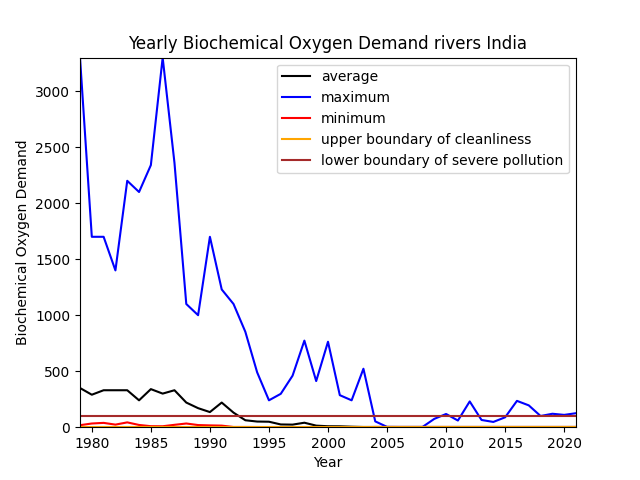 Yearly Biochemical Oxygen Demand rivers India
average
maximum
minimum
upper boundary of cleanliness
lower boundary of severe pollution
Biochemical Oxygen Demand
3000
2500
2000
1500
1000
500
0
1980 1985 1990 1995 2000 2005 2010 2015 2020
Year